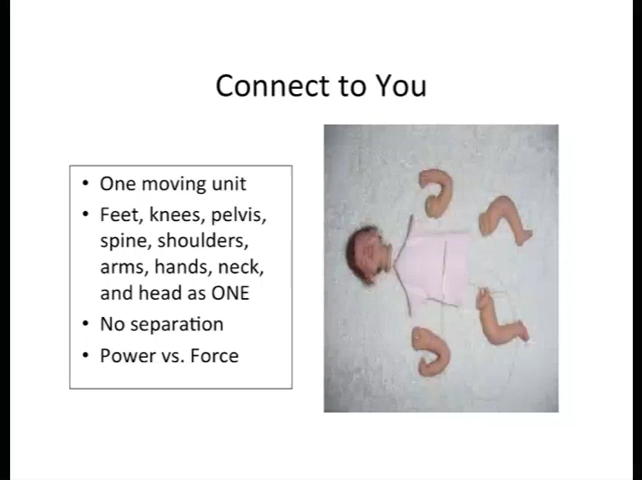 Connect to You
• One moving unit
• Feet, knees, pelvis,
spine, shoulders,
arms, hands, neck,
and head as ONE
• No separation
• Power vs. Force